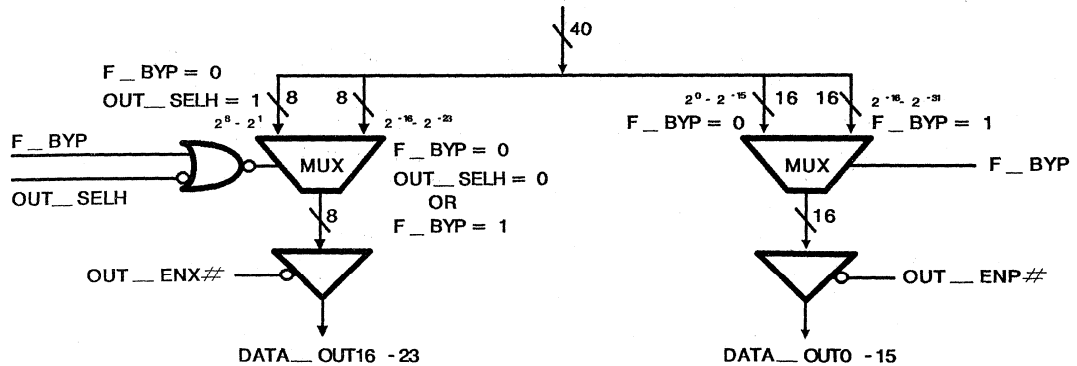 40
F_BYP = 0
OUT_SELH = 1
8
8
2^8 - 2^1
2^-16 - 2^-23
F_BYP
OUT_SELH
MUX
F_BYP = 0
OUT_SELH = 0
OR
F_BYP = 1
8
OUT_ENX#
DATA_OUT16 -23
2^0 - 2^-15
16
16
2^-16 - 2^-31
F_BYP = 0
F_BYP = 1
MUX
F_BYP
16
OUT_ENP#
DATA_OUT0 -15